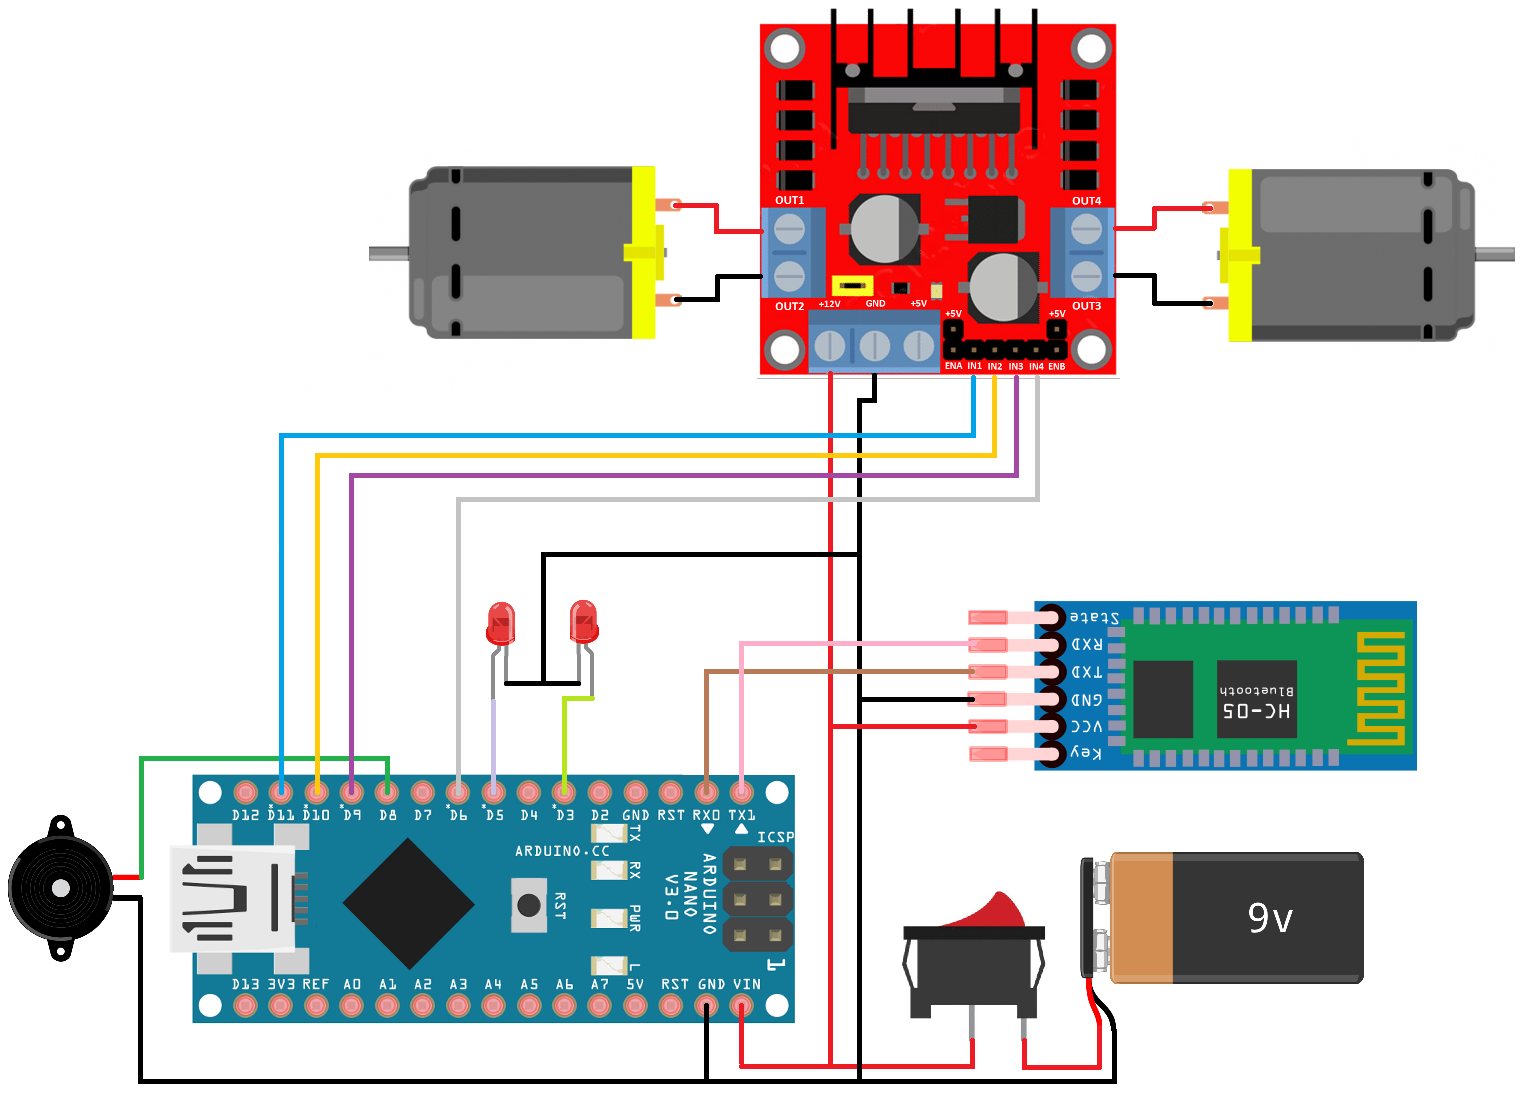 OUT1
OUT4
OUT2
+12V
GND
+5V
OUT3
+5V
+5V
ENA
IN1
IN2
IN3
IN4
ENB
State
RXD
TXD
GND
VCC
Key
HC-05
Bluetooth
D12
*D11
*D10
*D9
D8
D7
*D6
*D5
D4
*D3
D2
GND
RST
RX0
TX1
TX
RX
PWR
L
ARDUINO.CC
RST
ARDUINO
NANO
V3.0
ICSP
1
D13
3V3
REF
A0
A1
A2
A3
A4
A5
A6
A7
5V
RST
GND
VIN
9v